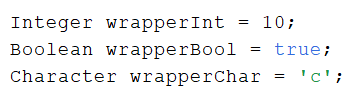 Integer wrapperInt = 10;
Boolean wrapperBool = true;
Character wrapperChar = 'c';